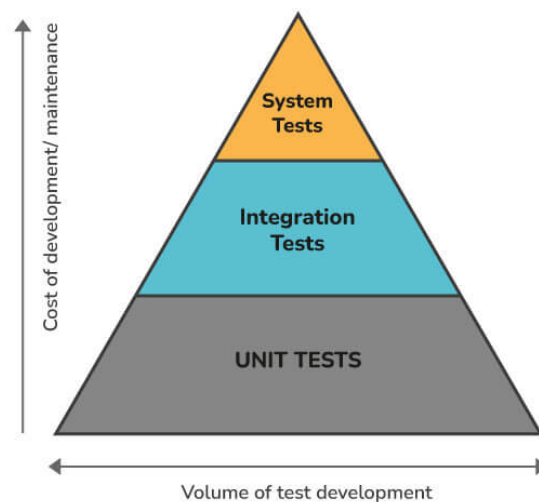 Cost of development/ maintenance
System
Tests
Integration
Tests
UNIT TESTS
Volume of test development